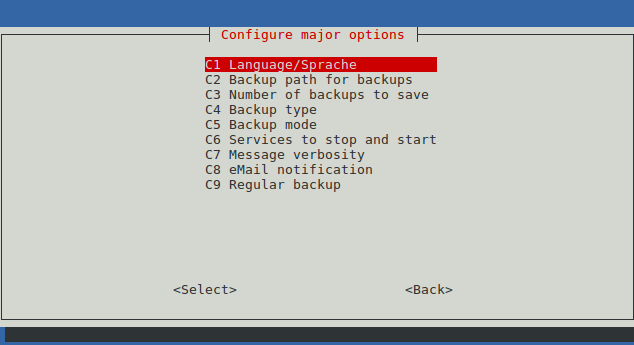 Configure major options
C1 Language/Sprache
C2 Backup path for backups
C3 Number of backups to save
C4 Backup type
C5 Backup mode
C6 Services to stop and start
C7 Message verbosity
C8 eMail notification
C9 Regular backup
<Select> <Back>